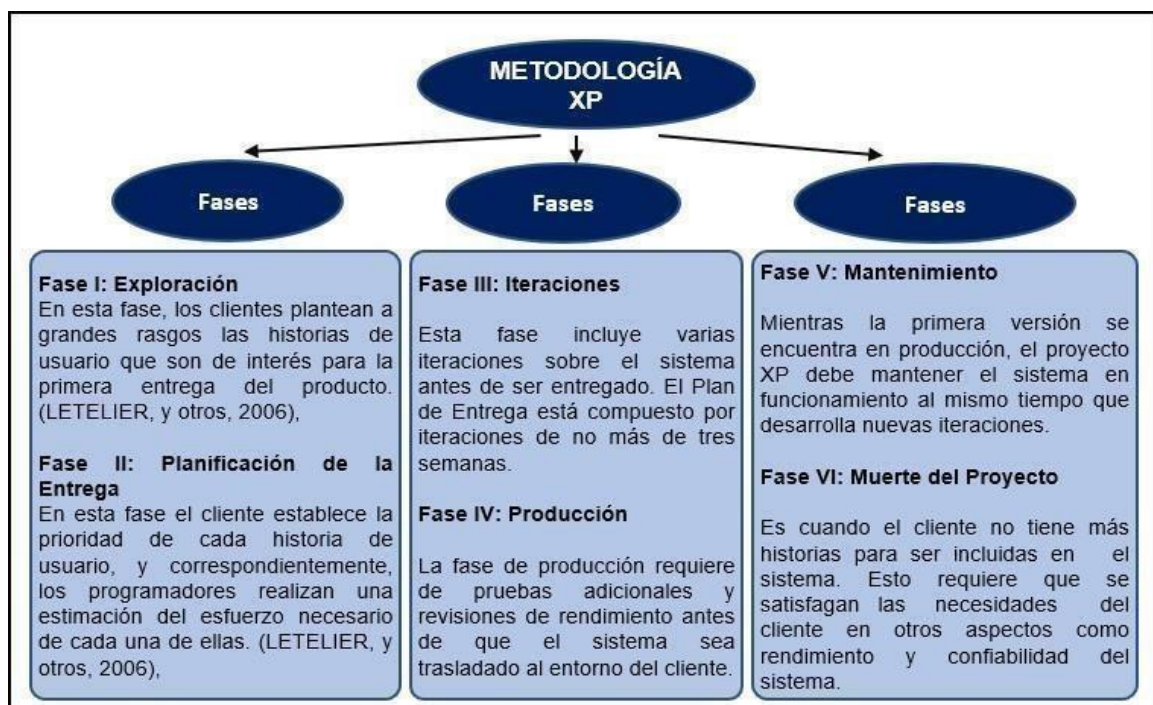 METODOLOGÍA
XP
Fases
Fases
Fases
Fase I: Exploración
En esta fase, los clientes plantean a
grandes rasgos las historias de
usuario que son de interés para la
primera entrega del producto.
(LETELIER, y otros, 2006),
Fase II: Planificación de la
Entrega
En esta fase el cliente establece la
prioridad de cada historia de
usuario, y correspondientemente,
los programadores realizan una
estimación del esfuerzo necesario
de cada una de ellas. (LETELIER, y
otros, 2006),
Fase III: Iteraciones
Esta fase incluye varias
iteraciones sobre el sistema
antes de ser entregado. El Plan
de Entrega está compuesto por
iteraciones de no más de tres
semanas.
Fase IV: Producción
La fase de producción requiere
de pruebas adicionales y
revisiones de rendimiento antes
de que el sistema sea
trasladado al entorno del cliente.
Fase V: Mantenimiento
Mientras la primera versión se
encuentra en producción, el proyecto
XP debe mantener el sistema en
funcionamiento al mismo tiempo que
desarrolla nuevas iteraciones.
Fase VI: Muerte del Proyecto
Es cuando el cliente no tiene más
historias para ser incluidas en el
sistema. Esto requiere que se
satisfagan las necesidades del
cliente en otros aspectos como
rendimiento y confiabilidad del
sistema.